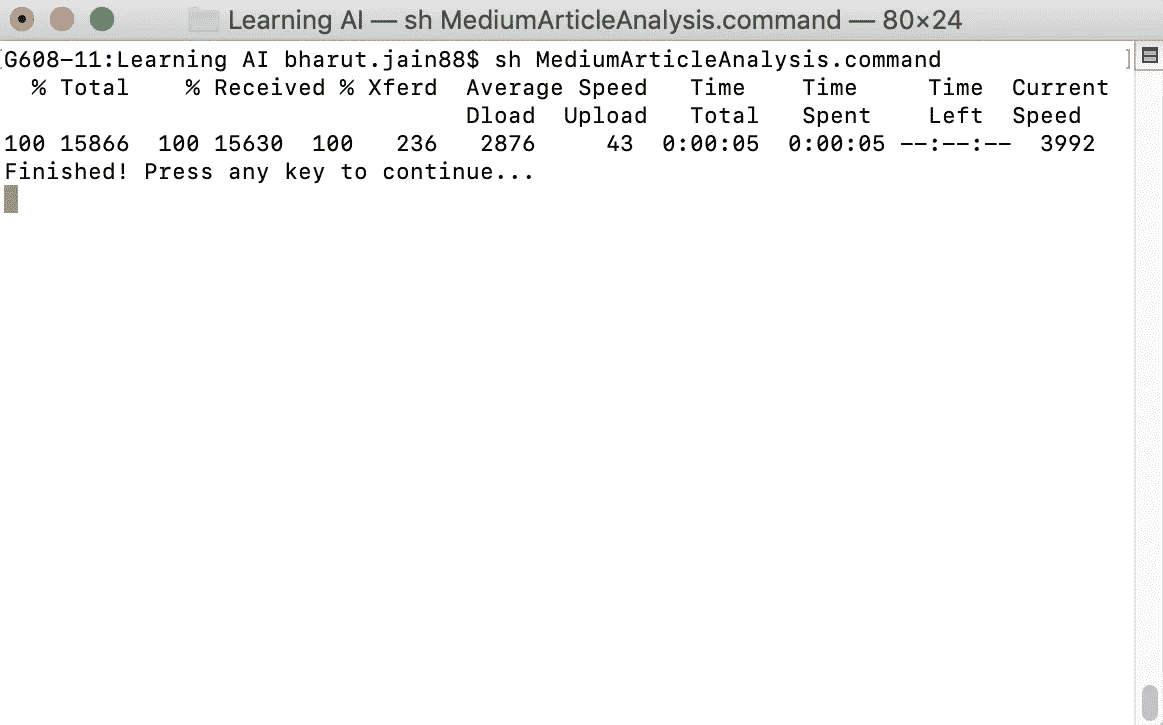 Learning AI — sh MediumArticleAnalysis.command — 80×24
[G608-11:Learning AI bharut.jain88$ sh MediumArticleAnalysis.command ]
% Total % Received % Xferd Average Speed Time Time Time Current
Dload Upload Total Spent Left Speed
100 15866 100 15630 100 236 2876 43 0:00:05 0:00:05 --:--:-- 3992
Finished! Press any key to continue...